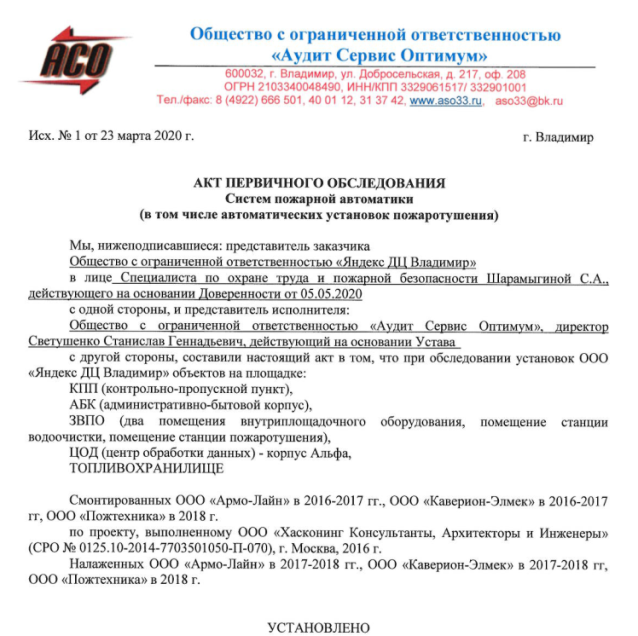 АСО
Общество с ограниченной ответственностью
«Аудит Сервис Оптимум»
600032, г. Владимир, ул. Добросельская, д. 217, оф. 208
ОГРН 2103340048490, ИНН/КПП 3329061517/ 332901001
Тел./факс: 8 (4922) 666 501, 40 01 12, 31 37 42, www.aso33.ru, aso33@bk.ru
Исх. № 1 от 23 марта 2020 г. г. Владимир
АКТ ПЕРВИЧНОГО ОБСЛЕДОВАНИЯ
Систем пожарной автоматики
(в том числе автоматических установок пожаротушения)
Мы, нижеподписавшиеся: представитель заказчика
Общество с ограниченной ответственностью «Яндекс ДЦ Владимир»
в лице Специалиста по охране труда и пожарной безопасности Шарамыгиной С.А.,
действующего на основании Доверенности от 05.05.2020
с одной стороны, и представитель исполнителя:
Общество с ограниченной ответственностью «Аудит Сервис Оптимум», директор
Светушенко Станислав Геннадьевич, действующий на основании Устава
с другой стороны, составили настоящий акт в том, что при обследовании установок ООО
«Яндекс ДЦ Владимир» объектов на площадке:
КПП (контрольно-пропускной пункт),
АБК (административно-бытовой корпус),
ЗВПО (два помещения внутриплощадочного оборудования, помещение станции
водоочистки, помещение станции пожаротушения),
ЦОД (центр обработки данных) - корпус Альфа,
ТОПЛИВОХРАНИЛИЩЕ
Смонтированных ООО «Армо-Лайн» в 2016-2017 гг., ООО «Каверион-Элмек» в 2016-2017
гг, ООО «Пожтехника» в 2018 г.
по проекту, выполненному ООО «Хасконинг Консультанты, Архитекторы и Инженеры»
(СРО № 0125.10-2014-7703501050-П-070), г. Москва, 2016 г.
Налаженных ООО «Армо-Лайн» в 2017-2018 гг., ООО «Каверион-Элмек» в 2017-2018 гг,
ООО «Пожтехника» в 2018 г.
УСТАНОВЛЕНО